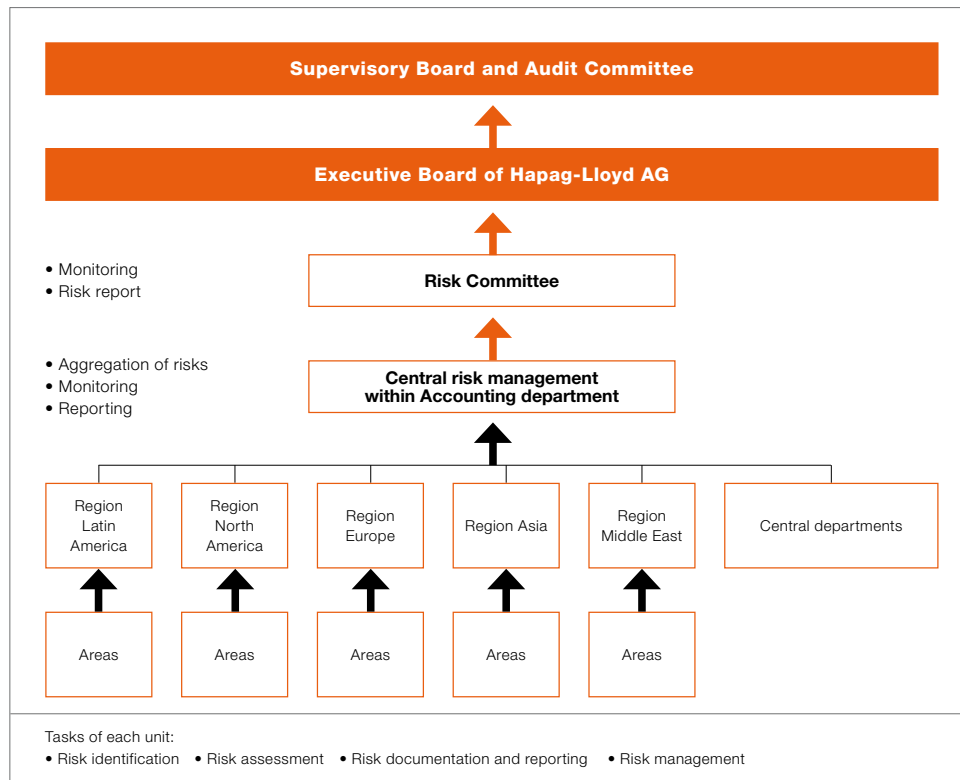 Supervisory Board and Audit Committee
Executive Board of Hapag-Lloyd AG
• Monitoring
• Risk report
Risk Committee
• Aggregation of risks
• Monitoring
• Reporting
Central risk management
within Accounting department
Region
Latin
America
Region
North
America
Region
Europe
Region Asia
Region
Middle East
Central departments
Areas
Areas
Areas
Areas
Areas
Tasks of each unit:
• Risk identification • Risk assessment • Risk documentation and reporting • Risk management